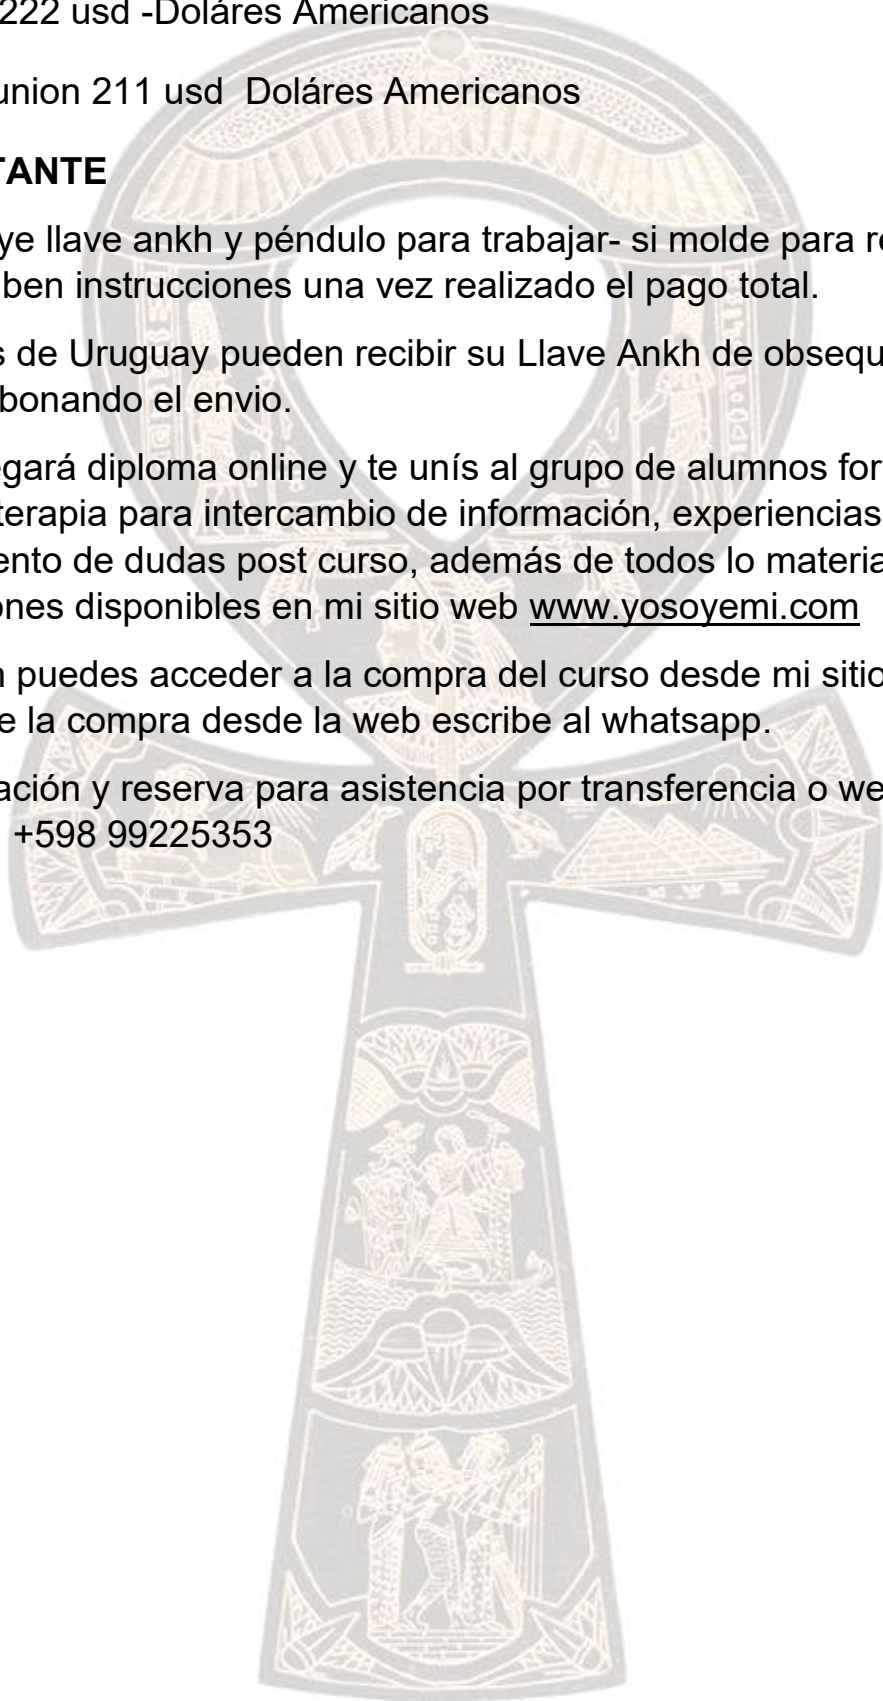 222 usd -Doláres Americanos
union 211 usd  Doláres Americanos
TANTE
ye llave ankh y péndulo para trabajar- si molde para re
ben instrucciones una vez realizado el pago total.
s de Uruguay pueden recibir su Llave Ankh de obsequ
bonando el envio.
egará diploma online y te unís al grupo de alumnos for
terapia para intercambio de información, experiencias
ento de dudas post curso, además de todos lo materia
ones disponibles en mi sitio web www.yosoyemi.com
n puedes acceder a la compra del curso desde mi sitio
e la compra desde la web escribe al whatsapp.
ación y reserva para asistencia por transferencia o we
+598 99225353